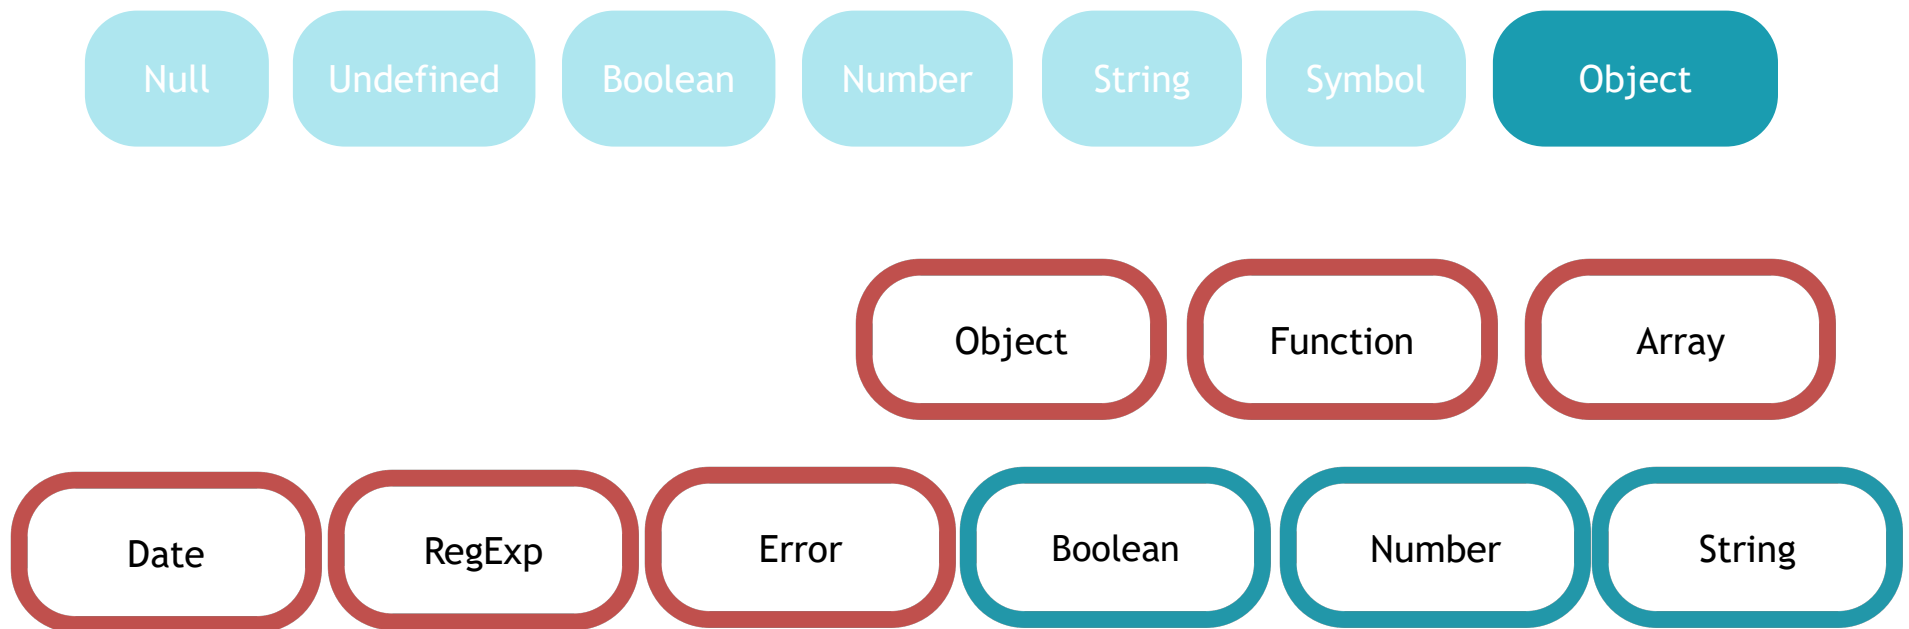 Null Undefined Boolean Number String Symbol Object
Object Function Array
Date RegExp Error Boolean Number String